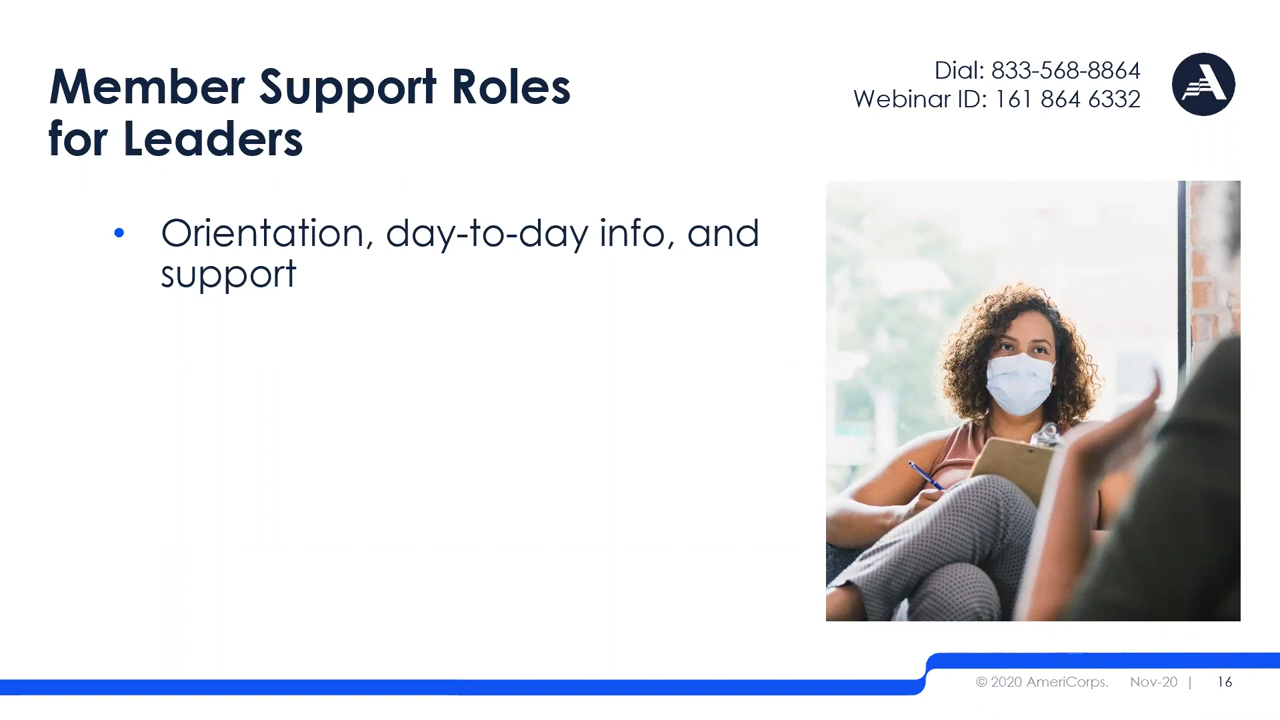 Member Support Roles
for Leaders
Dial: 833-568-8864
Webinar ID: 161 864 6332
• Orientation, day-to-day info, and
support
© 2020 AmeriCorps. Nov-20 | 16